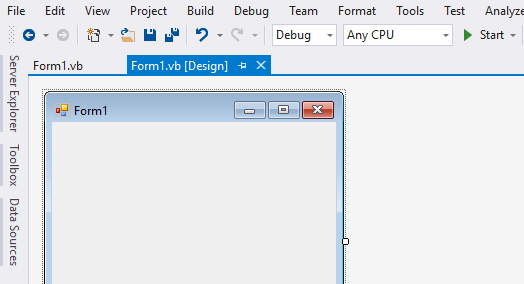 File View Project Build Debug Team Format Tools Test Analyze
Debug Any CPU Start
Form1.vb Form1.vb [Design]
Form1
Server Explorer
Toolbox
Data Sources